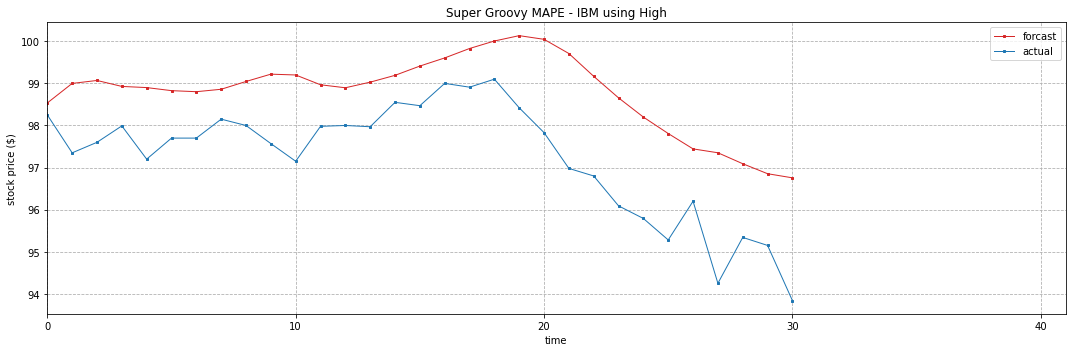 Super Groovy MAPE - IBM using High
forcast
actual
stock price ($)
100
99
98
97
96
95
94
0 10 20 30 40
time